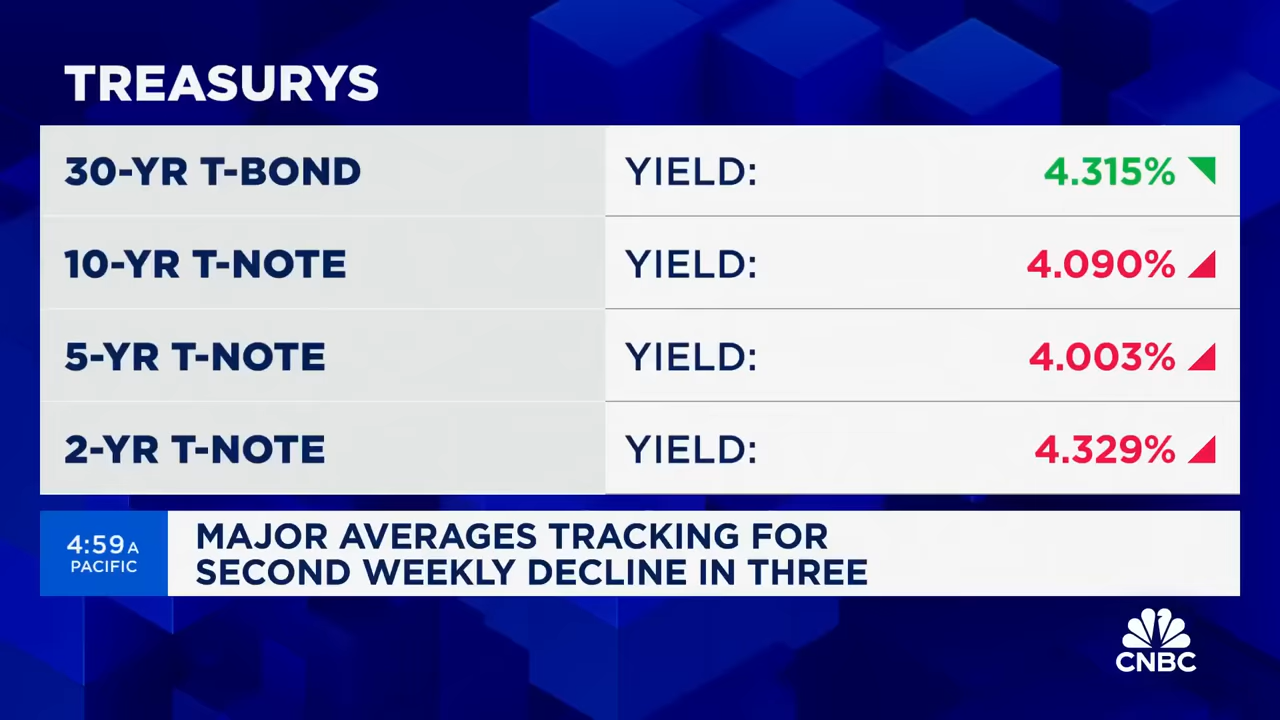 TREASURYS
30-YR T-BOND YIELD: 4.315%
10-YR T-NOTE YIELD: 4.090%
5-YR T-NOTE YIELD: 4.003%
2-YR T-NOTE YIELD: 4.329%
4:59A
PACIFIC
MAJOR AVERAGES TRACKING FOR
SECOND WEEKLY DECLINE IN THREE
CNBC